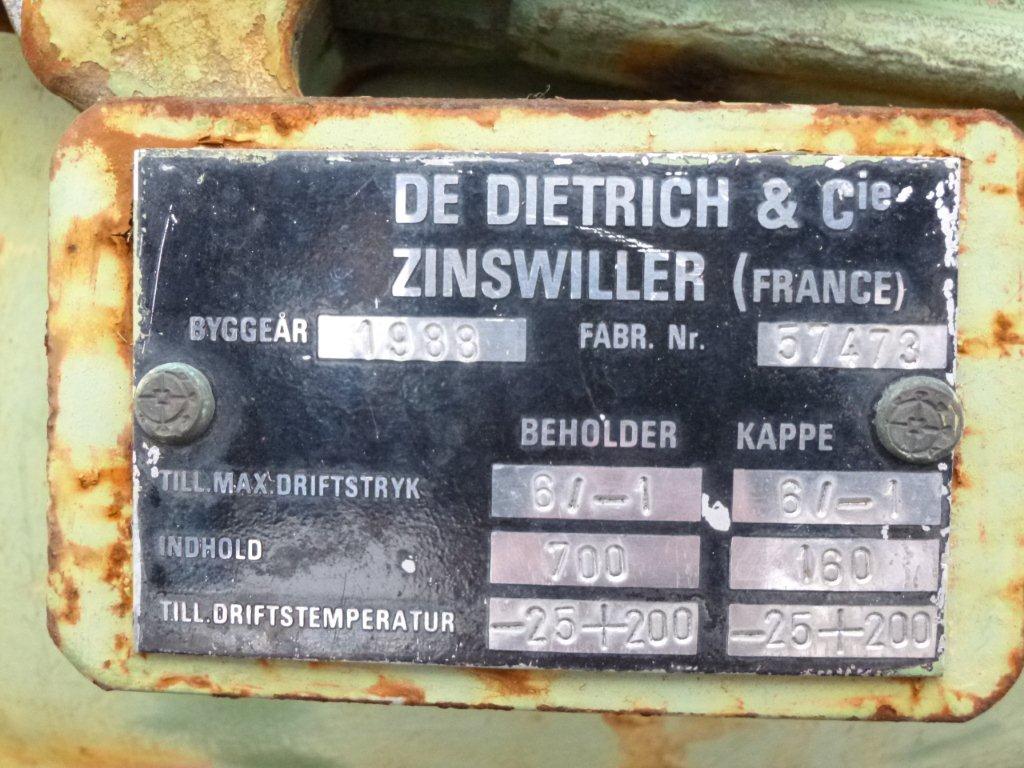 DE DIETRICH & Cie
ZINSWILLER (FRANCE)
BYGGEÅR 1988 FABR. Nr. 57473
BEHOLDER KAPPE
TILL.MAX.DRIFTSTRYK 6/-1 6/-1
INDHOLD 700 160
TILL.DRIFTSTEMPERATUR -25+200 -25+200